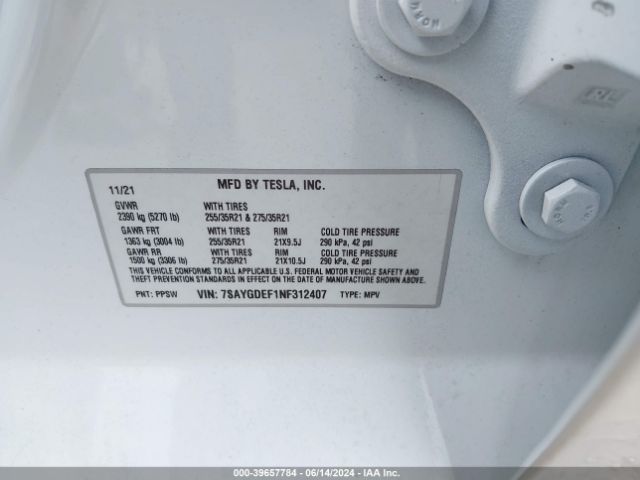 RL
11/21
MFD BY TESLA, INC.
GVWR WITH TIRES
2390 kg (5270 lb) 255/35R21 & 275/35R21
GAWR FRT WITH TIRES RIM COLD TIRE PRESSURE
1363 kg (3004 lb) 255/35R21 21X9.5J 290 kPa, 42 psi
GAWR RR WITH TIRES RIM COLD TIRE PRESSURE
1500 kg (3306 lb) 275/35R21 21X10.5J 290 kPa, 42 psi
THIS VEHICLE CONFORMS TO ALL APPLICABLE U.S. FEDERAL MOTOR VEHICLE SAFETY AND
THEFT PREVENTION STANDARDS IN EFFECT ON THE DATE OF MANUFACTURE SHOWN ABOVE.
PNT: PPSW VIN: 7SAYGDEF1NF312407 TYPE: MPV
000-39657784 - 06/14/2024 - IAA Inc.